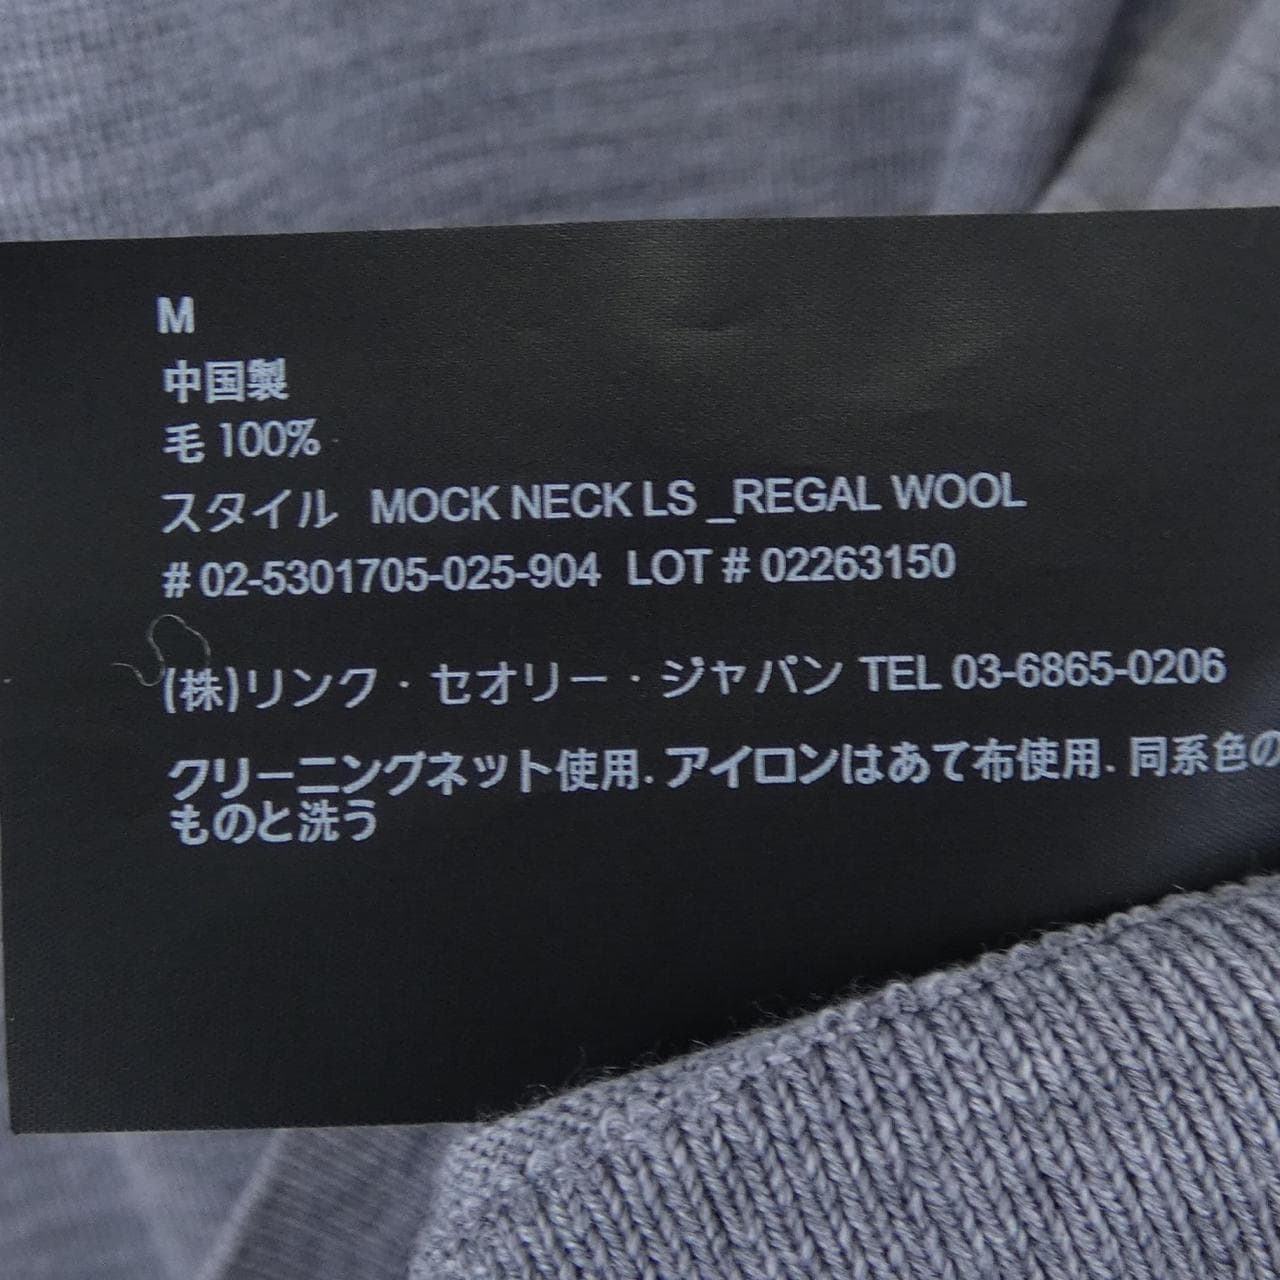 M
中国製
毛 100%
スタイル MOCK NECK LS _REGAL WOOL
# 02-5301705-025-904 LOT # 02263150
(株)リンク・セオリー・ジャパン TEL 03-6865-0206
クリーニングネット使用. アイロンはあて布使用. 同系色の
ものと洗う